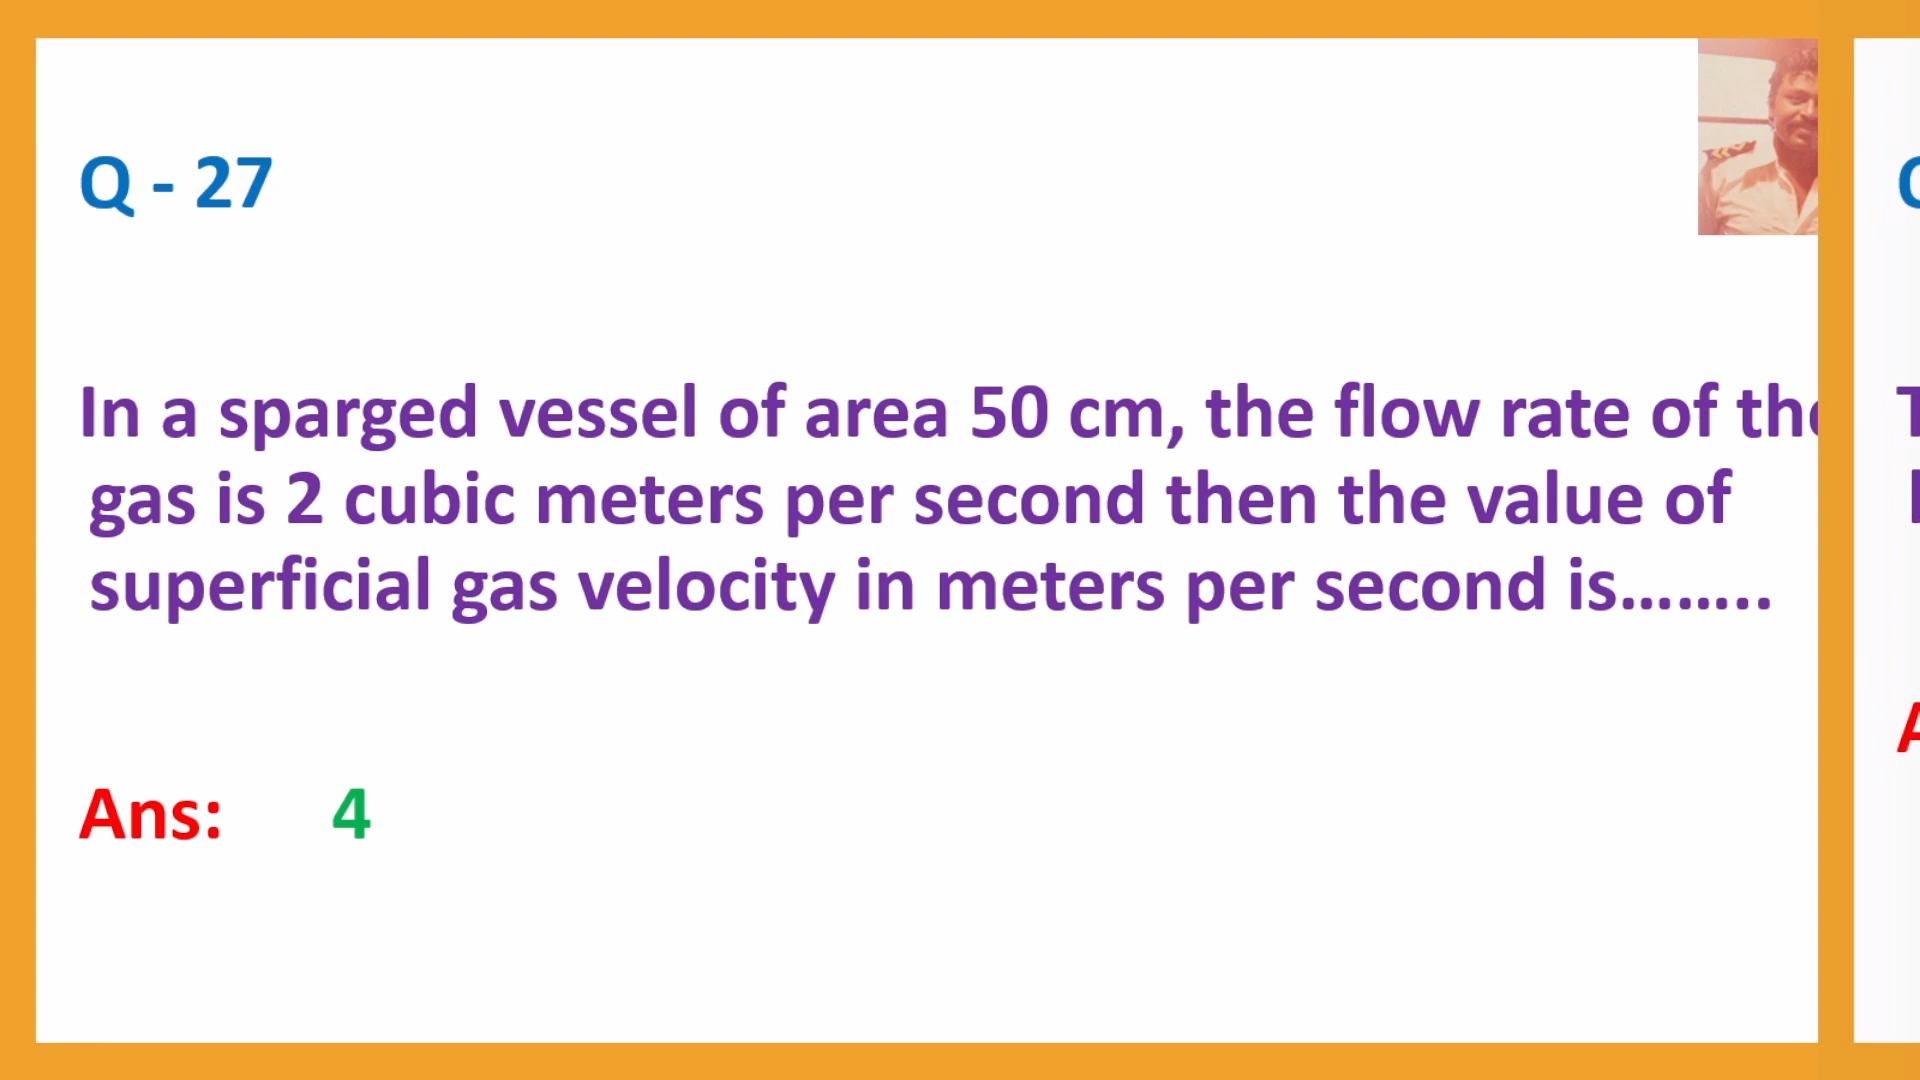 Q - 27
In a sparged vessel of area 50 cm, the flow rate of the
gas is 2 cubic meters per second then the value of
superficial gas velocity in meters per second is……..
Ans: 4